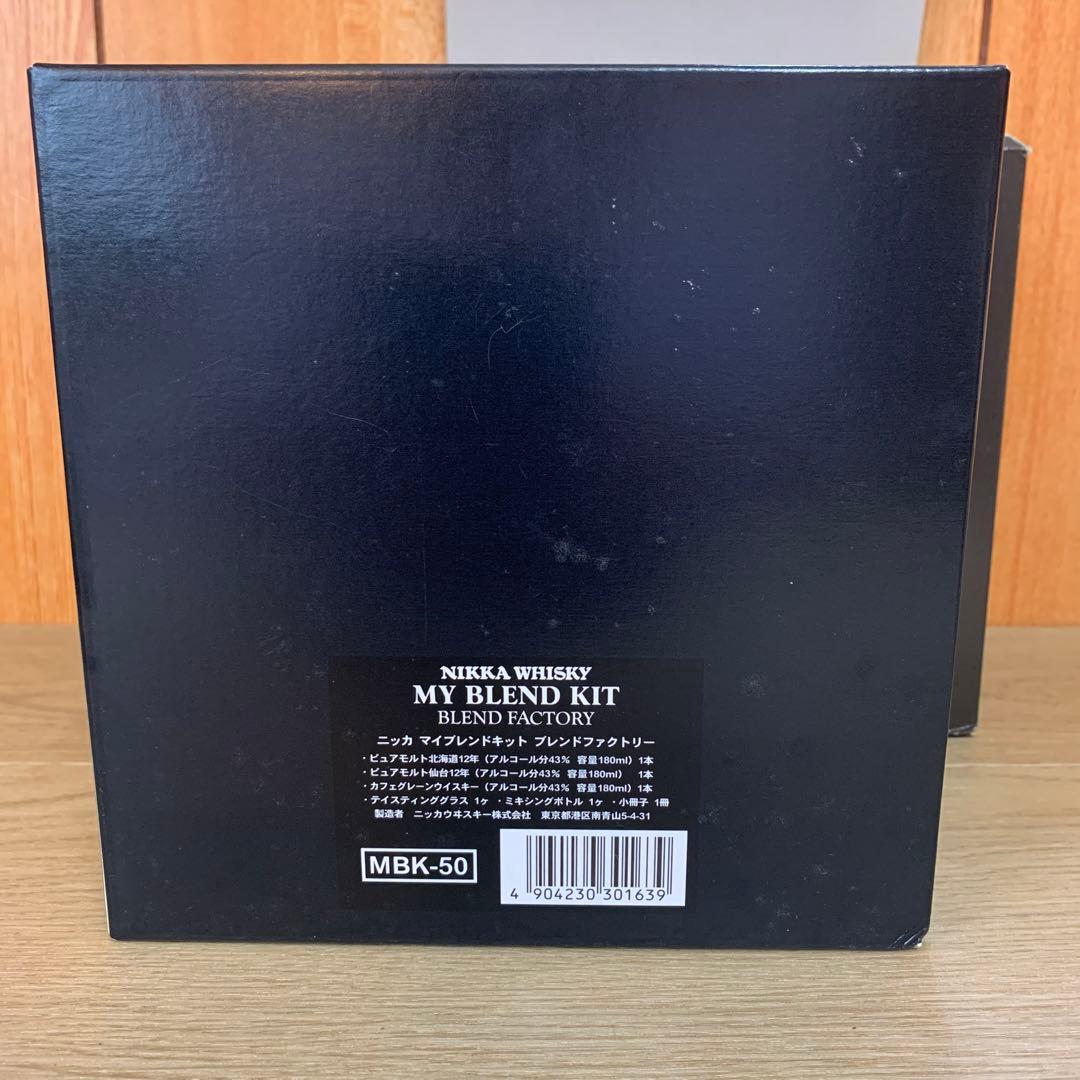 NIKKA WHISKY
MY BLEND KIT
BLEND FACTORY
ニッカ マイブレンドキット ブレンドファクトリー
・ピュアモルト北海道12年（アルコール分43% 容量180ml）1本
・ピュアモルト仙台12年（アルコール分43% 容量180ml） 1本
・カフェグレーンウイスキー（アルコール分43% 容量180ml）1本
・テイスティンググラス 1ヶ ・ミキシングボトル 1ヶ ・小冊子 1冊
製造者 ニッカウヰスキー株式会社 東京都港区南青山5-4-31
MBK-50
4 904230 301639